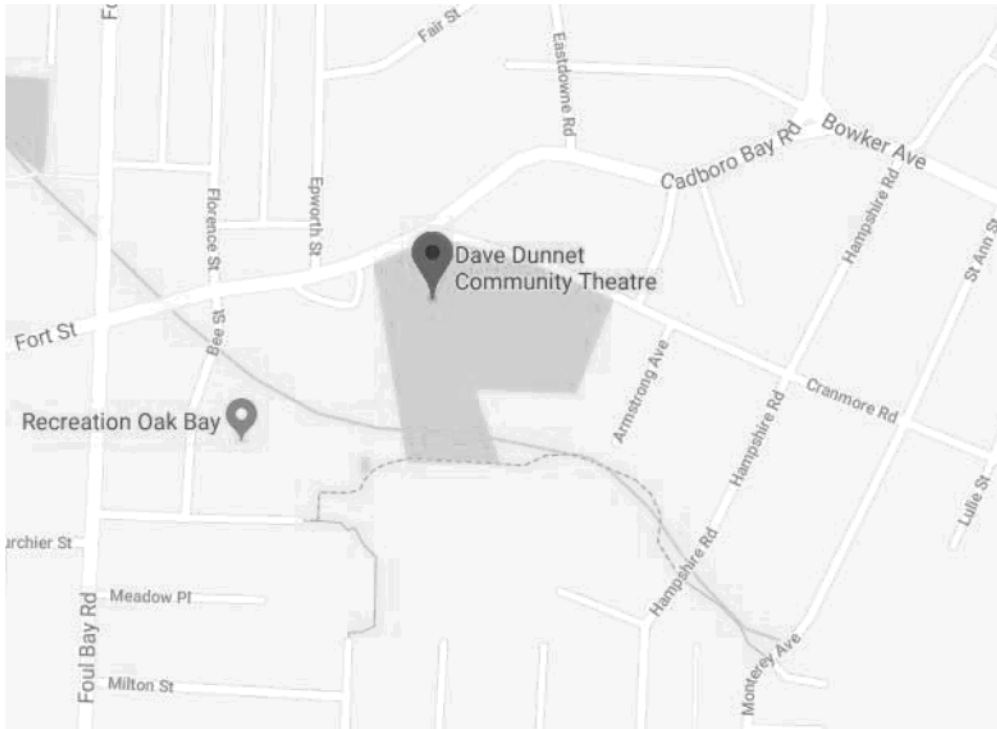 Fo
Fair St
Eastdowne Rd
Cadboro Bay Rd
Bowker Ave
Florence St
Epworth St
Hampshire Rd
St Ann St
Dave Dunnet
Community Theatre
Fort St
Bee St
Armstrong Ave
Cranmore Rd
Recreation Oak Bay
Hampshire Rd
Lulie St
urchier St
Hampshire Rd
Meadow Pl
Foul Bay Rd
Milton St
Monterey Ave